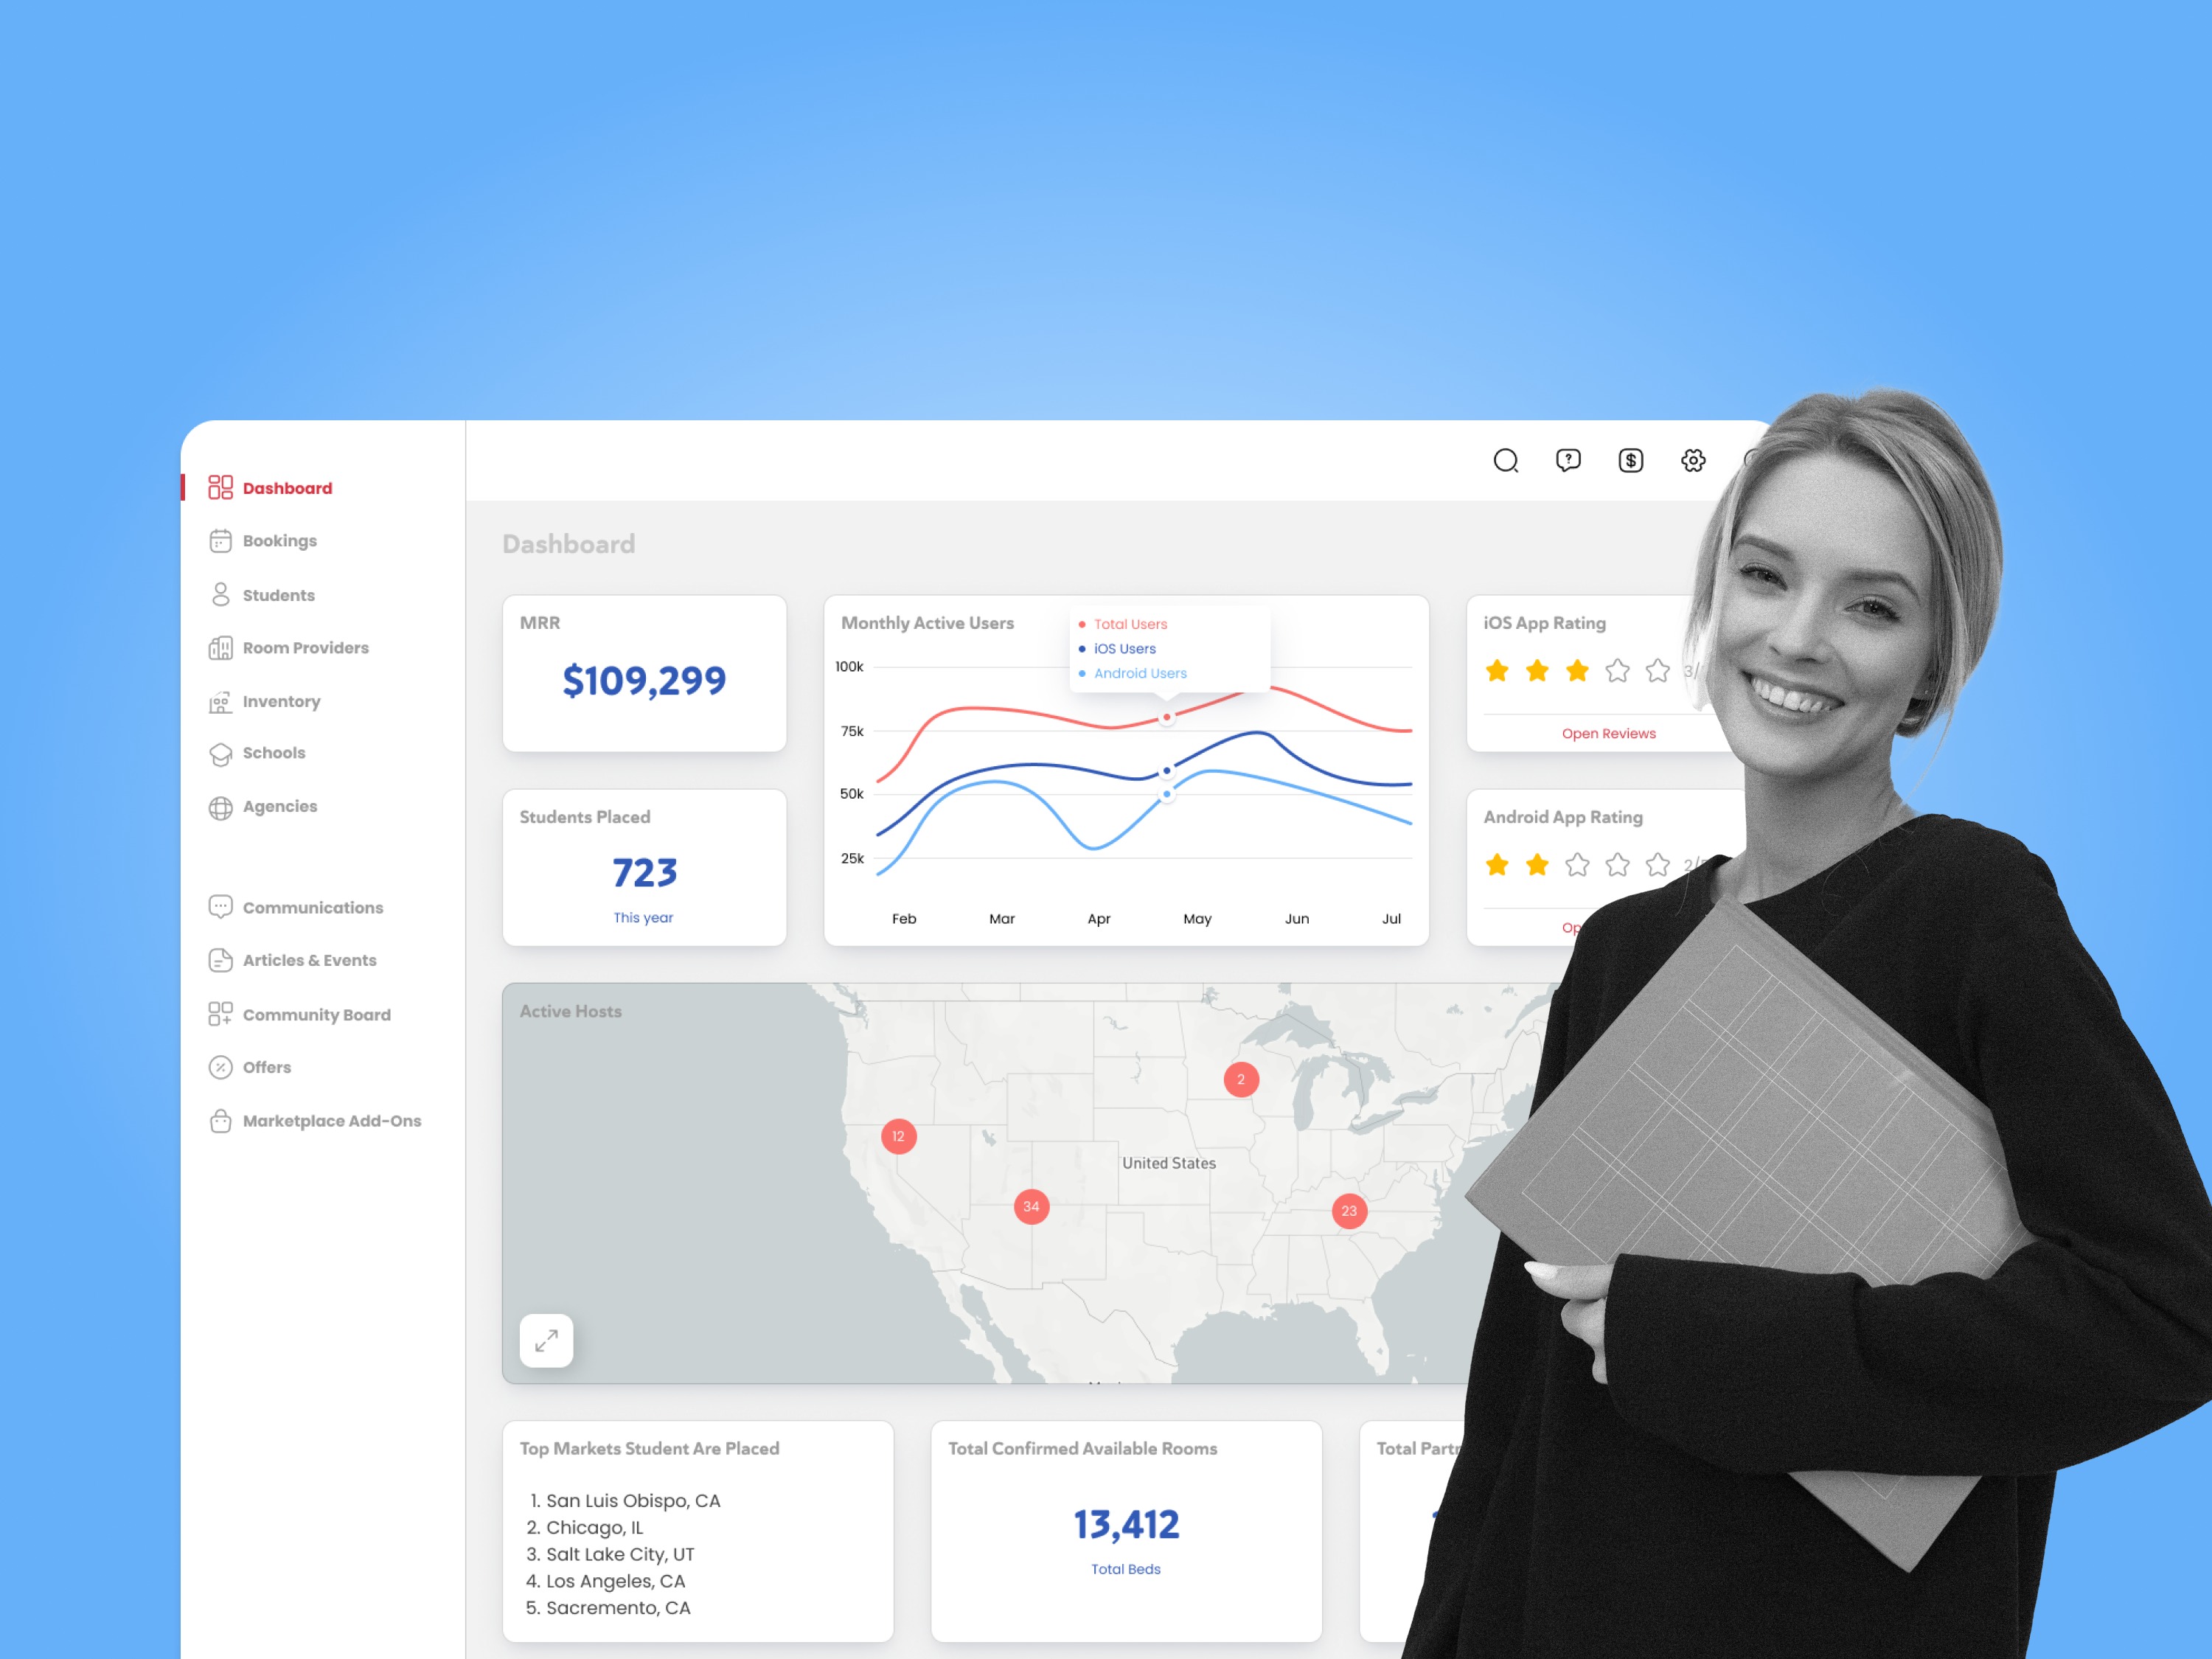 Dashboard
Bookings
Students
Room Providers
Inventory
Schools
Agencies
Communications
Articles & Events
Community Board
Offers
Marketplace Add-Ons
Dashboard
MRR
$109,299
Students Placed
723
This year
Monthly Active Users
Total Users
iOS Users
Android Users
100k
75k
50k
25k
Feb Mar Apr May Jun Jul
iOS App Rating
3/
Open Reviews
Android App Rating
2/5
Active Hosts
2
12
United States
34
23
Top Markets Student Are Placed
1. San Luis Obispo, CA
2. Chicago, IL
3. Salt Lake City, UT
4. Los Angeles, CA
5. Sacremento, CA
Total Confirmed Available Rooms
13,412
Total Beds
Total